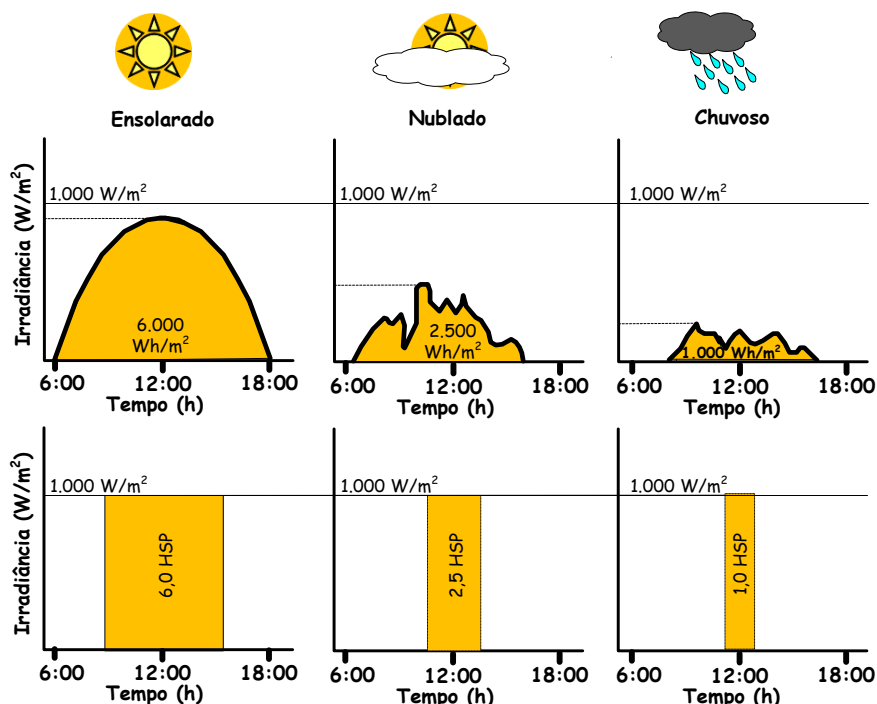 Ensolarado
Nublado
Chuvoso
Irradiância (W/m²)
1.000 W/m²
6.000
Wh/m²
6:00
12:00
18:00
Tempo (h)
1.000 W/m²
2.500
Wh/m²
6:00
12:00
18:00
Tempo (h)
1.000 W/m²
1.000 Wh/m²
6:00
12:00
18:00
Tempo (h)
Irradiância (W/m²)
1.000 W/m²
6,0 HSP
6:00
12:00
18:00
Tempo (h)
1.000 W/m²
2,5 HSP
6:00
12:00
18:00
Tempo (h)
1.000 W/m²
1,0 HSP
6:00
12:00
18:00
Tempo (h)